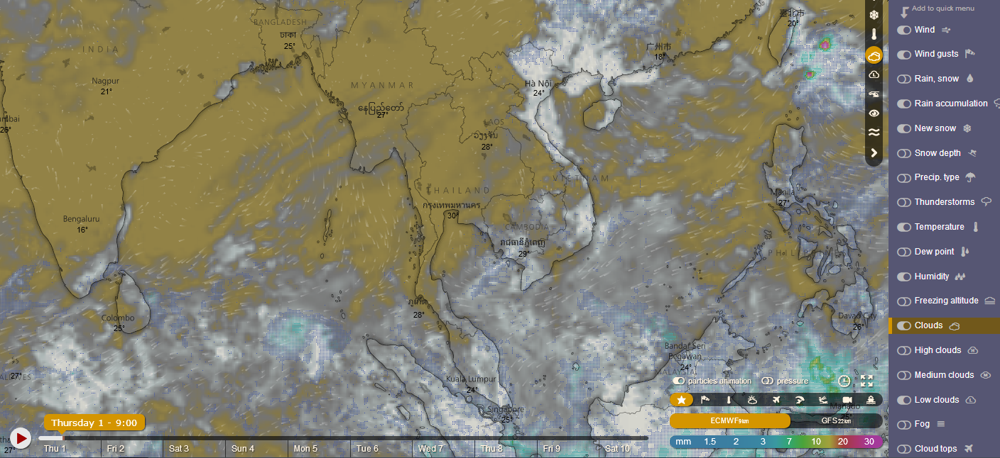 Add to quick menu
Wind
Wind gusts
Rain, snow
Rain accumulation
New snow
Snow depth
Precip. type
Thunderstorms
Temperature
Dew point
Humidity
Freezing altitude
Clouds
High clouds
Medium clouds
Low clouds
Fog
Cloud tops
BANGLADESH
ঢাকা
25°
臺北市
20°
INDIA
广州市
18°
Nagpur
21°
MYANMAR
Hà Nội
24°
နေပြည်တော်
27°
mbai
26°
LAOS
ວຽງຈັນ
28°
VIETNAM
THAILAND
กรุงเทพมหานคร
30°
Manila
27°
Bengaluru
16°
CAMBODIA
រាជធានីភ្នំពេញ
29°
PHILIPPINES
ภูเก็ต
28°
Colombo
25°
Davao City
26°
Bandar Seri
Begawan
24°
27°
Kuala Lumpur
24°
Singapore
25°
Manado
27°
particles animation
pressure
ECMWF 9km
GFS 22km
mm 1.5 2 3 7 10 20 30
Thursday 1 - 9:00
Thu 1 Fri 2 Sat 3 Sun 4 Mon 5 Tue 6 Wed 7 Thu 8 Fri 9 Sat 10